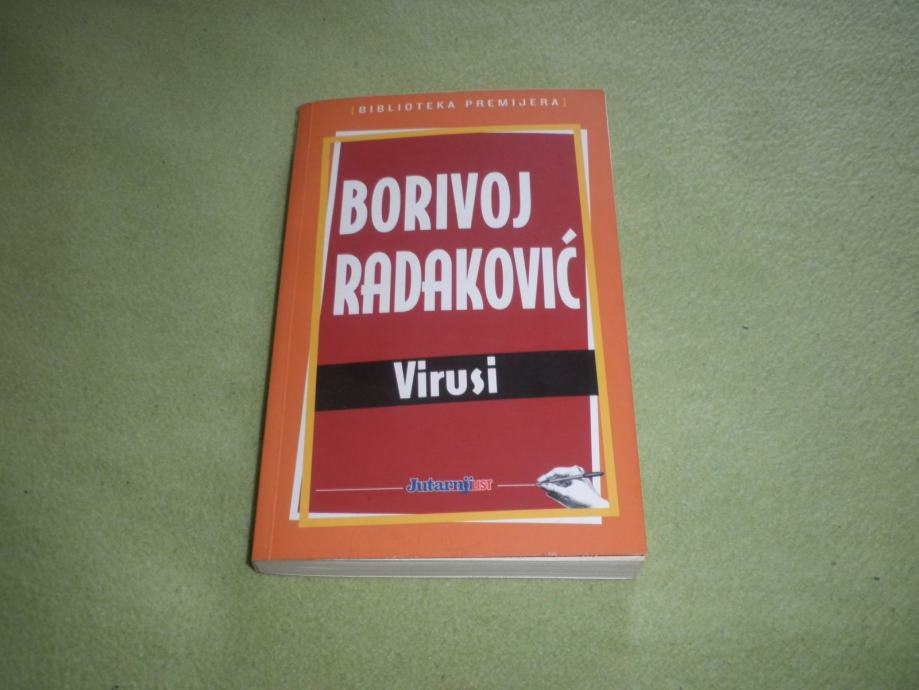 [BIBLIOTEKA PREMIJERA]
BORIVOJ
RADAKOVIĆ
Virusi
Jutarnji LIST